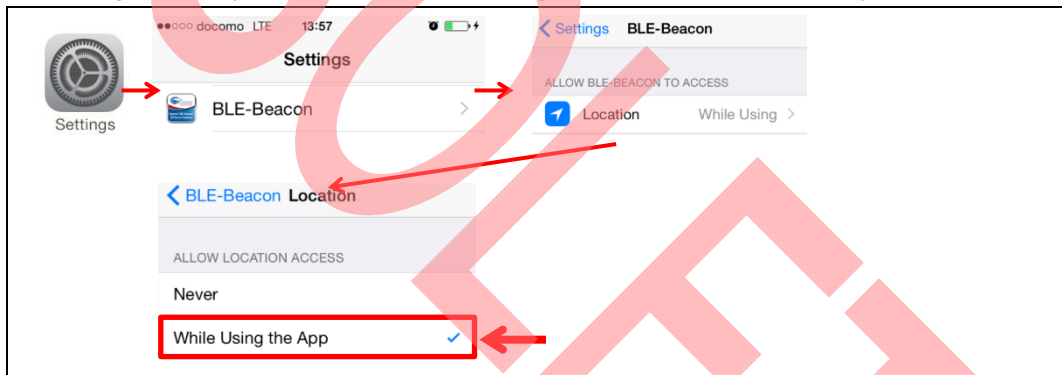 docomo LTE 13:57
Settings
BLE-Beacon
Settings
Settings BLE-Beacon
ALLOW BLE-BEACON TO ACCESS
Location While Using
BLE-Beacon Location
ALLOW LOCATION ACCESS
Never
While Using the App